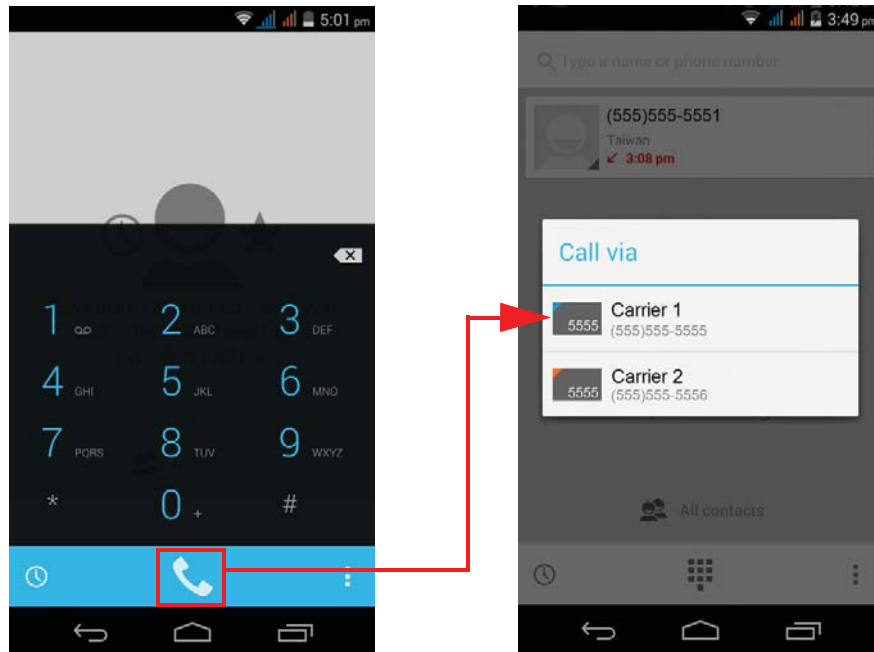 5:01 pm
1
2 ABC
3 DEF
4 GHI
5 JKL
6 MNO
7 PQRS
8 TUV
9 WXYZ
*
0 +
#
3:49 pm
Type a name or phone number
(555)555-5551
Taiwan
3:08 pm
Call via
5555 Carrier 1
(555)555-5555
5555 Carrier 2
(555)555-5556
All contacts